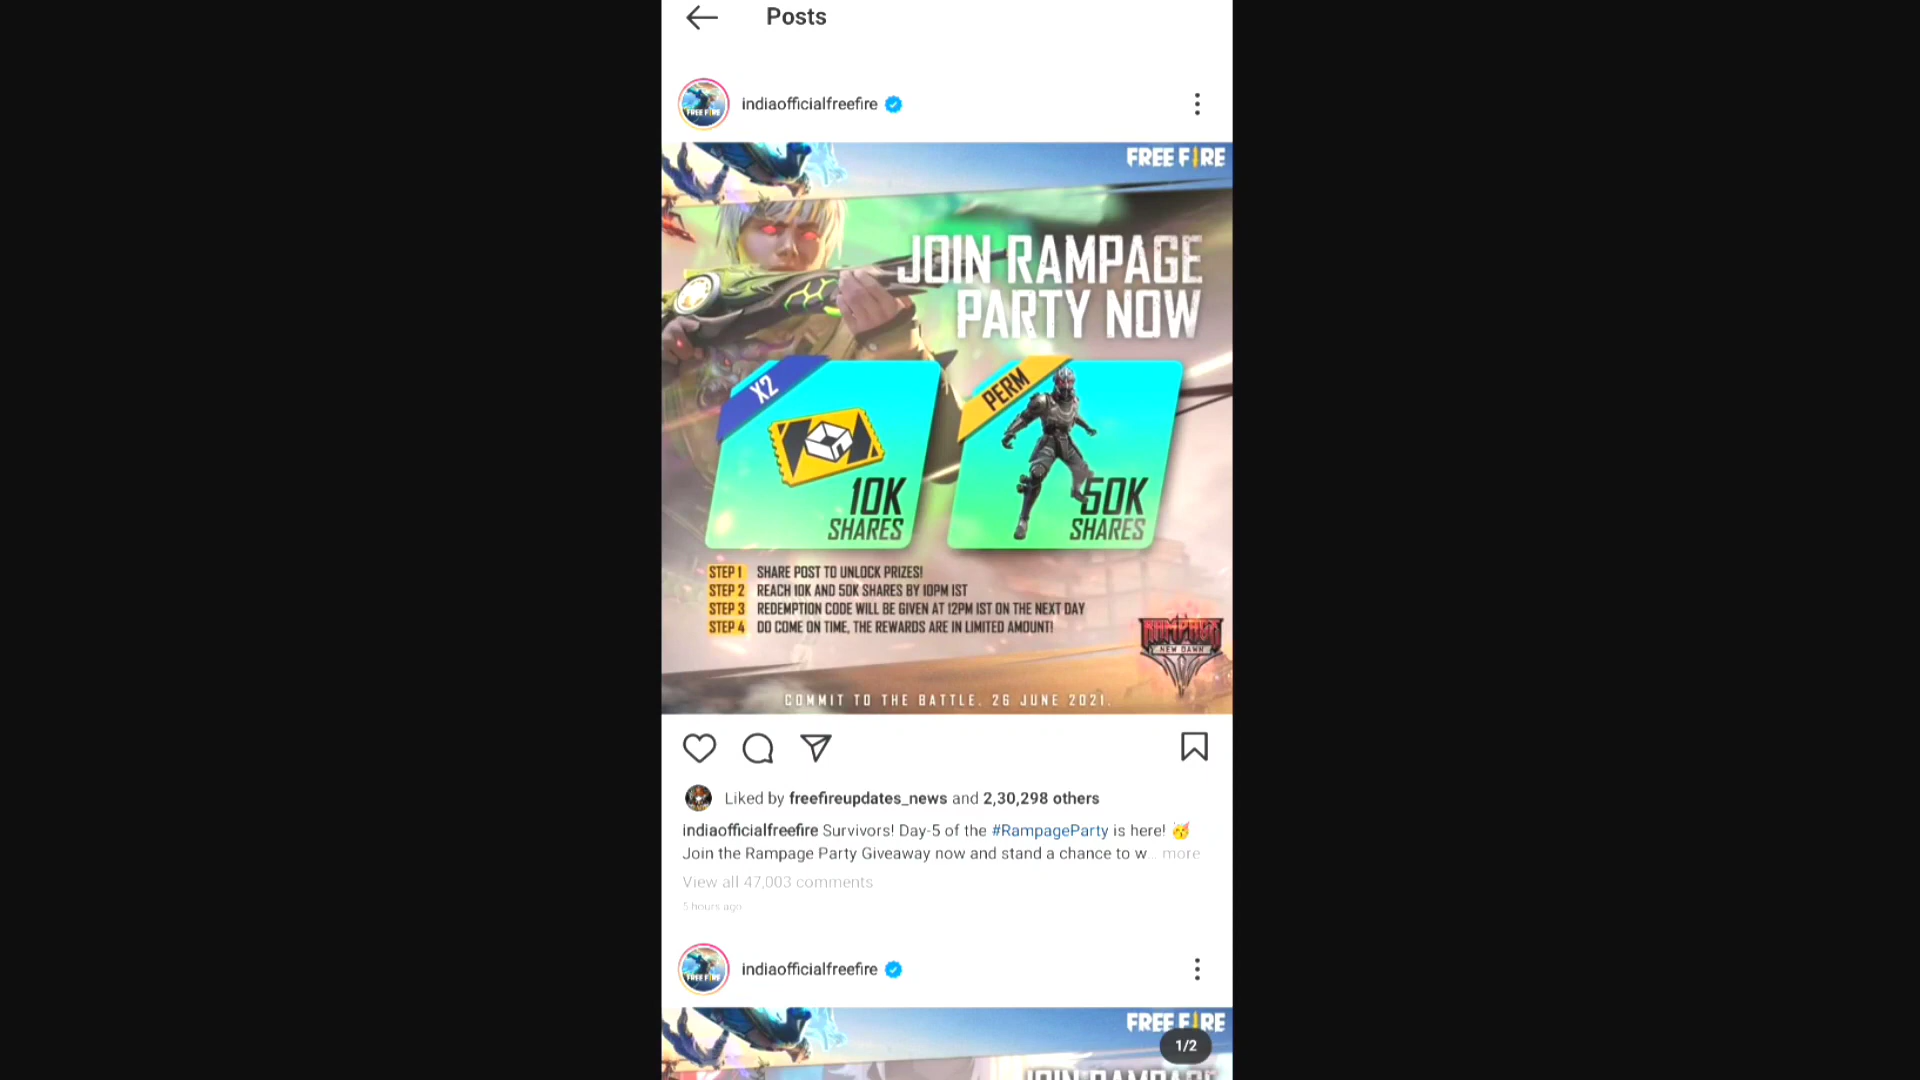 Posts
indiaofficialfreefire
FREE FIRE
JOIN RAMPAGE
PARTY NOW
X2
PERM
10K
SHARES
50K
SHARES
STEP 1 SHARE POST TO UNLOCK PRIZES!
STEP 2 REACH 10K AND 50K SHARES BY 10PM IST
STEP 3 REDEMPTION CODE WILL BE GIVEN AT 12PM IST ON THE NEXT DAY
STEP 4 DO COME ON TIME, THE REWARDS ARE IN LIMITED AMOUNT!
RAMPAGE
NEW DAWN
COMMIT TO THE BATTLE. 26 JUNE 2021.
Liked by freefireupdates_news and 2,30,298 others
indiaofficialfreefire Survivors! Day-5 of the #RampageParty is here! 🥳
Join the Rampage Party Giveaway now and stand a chance to w... more
View all 47,003 comments
5 hours ago
indiaofficialfreefire
FREE FIRE
1/2
JOIN RAMPAGE